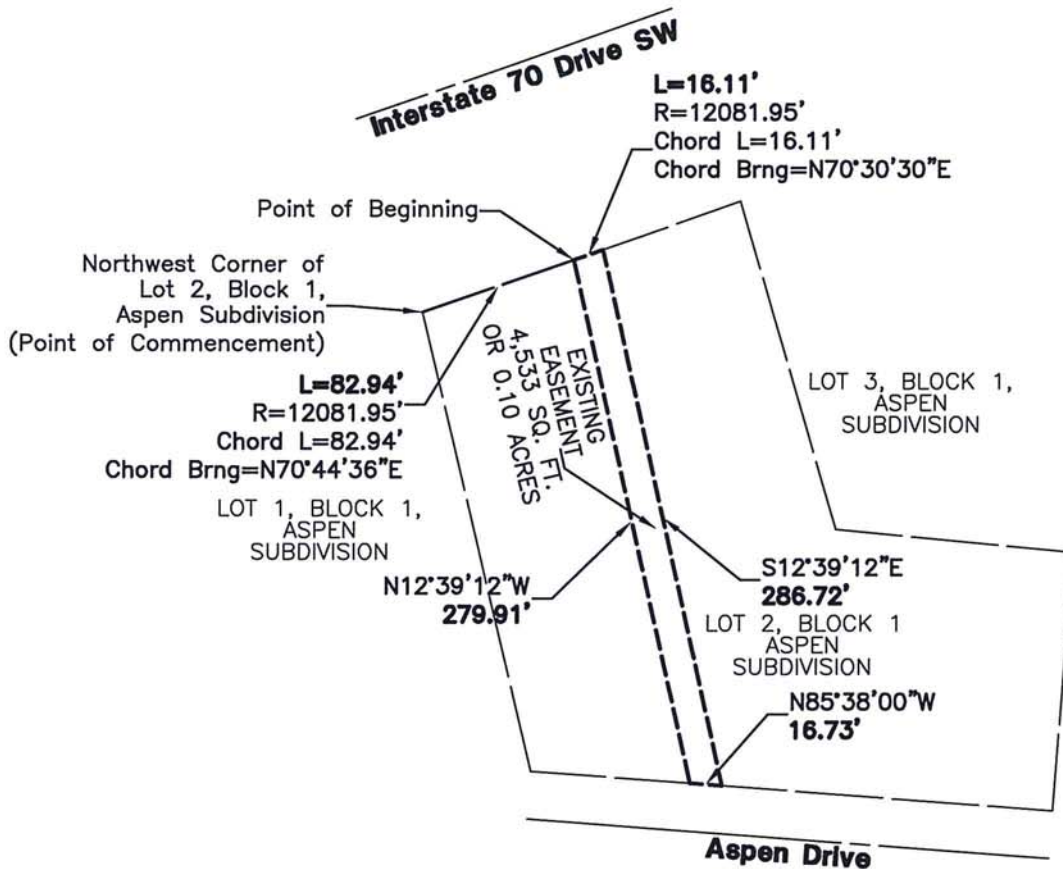 Interstate 70 Drive SW
L=16.11'
R=12081.95'
Chord L=16.11'
Chord Brng=N70°30'30"E
Point of Beginning
Northwest Corner of
Lot 2, Block 1,
Aspen Subdivision
(Point of Commencement)
L=82.94'
R=12081.95'
Chord L=82.94'
Chord Brng=N70°44'36"E
EXISTING
EASEMENT
4,533 SQ. FT.
OR 0.10 ACRES
LOT 3, BLOCK 1,
ASPEN
SUBDIVISION
LOT 1, BLOCK 1,
ASPEN
SUBDIVISION
N12°39'12"W
279.91'
S12°39'12"E
286.72'
LOT 2, BLOCK 1
ASPEN
SUBDIVISION
N85°38'00"W
16.73'
Aspen Drive